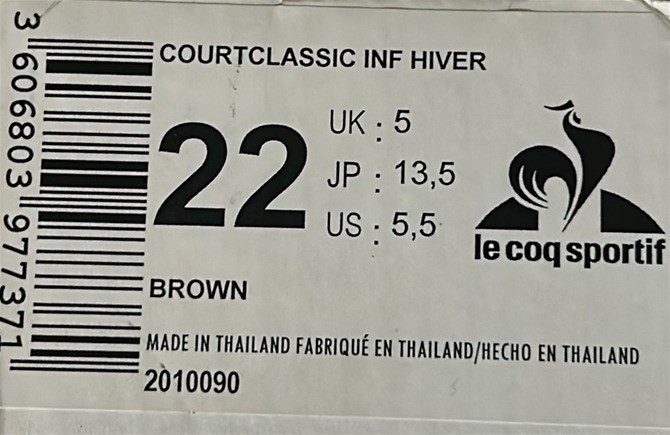 3 606803 977371
COURTCLASSIC INF HIVER
22
UK : 5
JP : 13,5
US : 5,5
le coq sportif
BROWN
MADE IN THAILAND FABRIQUÉ EN THAILAND/HECHO EN THAILAND
2010090